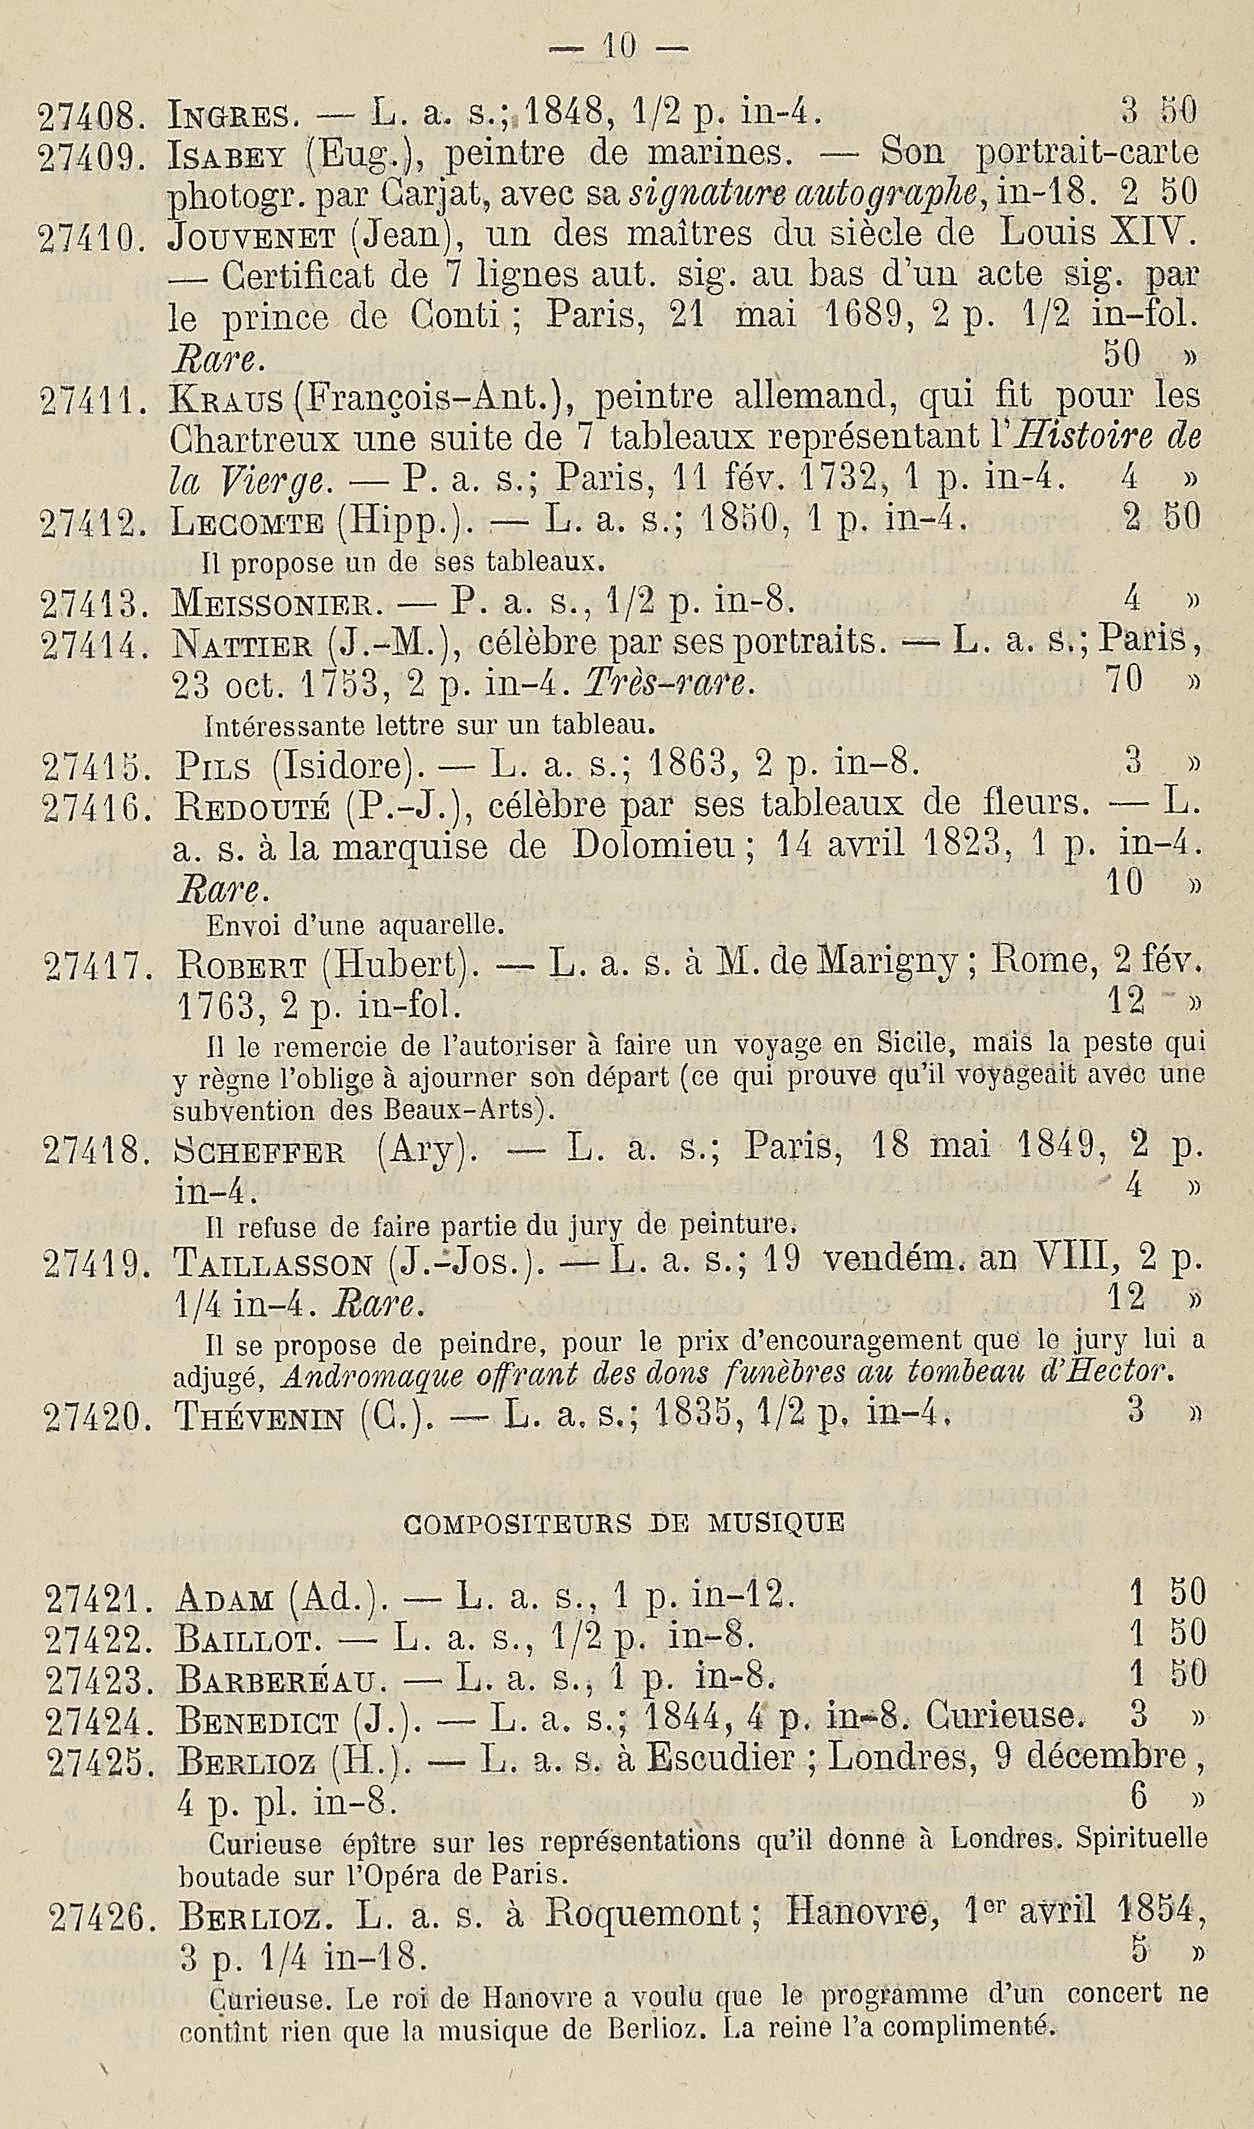 — 10 —
27408. INGRES. — L. a. s.; 1848, 1/2 p. in-4. 3 50
27409. ISABEY (Eug.), peintre de marines. — Son portrait-carte
photogr. par Carjat, avec sa signature autographe, in-18. 2 50
27410. JOUVENET (Jean), un des maîtres du siècle de Louis XIV.
— Certificat de 7 lignes aut. sig. au bas d'un acte sig. par
le prince de Conti; Paris, 21 mai 1689, 2 p. 1/2 in-fol.
Rare. 50 »
27411. KRAUS (François-Ant.), peintre allemand, qui fit pour les
Chartreux une suite de 7 tableaux représentant l'Histoire de
la Vierge. — P. a. s.; Paris, 11 fév. 1732, 1 p. in-4. 4 »
27412. LECOMTE (Hipp.). — L. a. s.; 1850, 1 p. in-4. 2 50
Il propose un de ses tableaux.
27413. MEISSONIER. — P. a. s., 1/2 p. in-8. 4 »
27414. NATTIER (J.-M.), célèbre par ses portraits. — L. a. s.; Paris,
23 oct. 1753, 2 p. in-4. Très-rare. 70 »
Intéressante lettre sur un tableau.
27415. PILS (Isidore). — L. a. s.; 1863, 2 p. in-8. 3 »
27416. REDOUTÉ (P.-J.), célèbre par ses tableaux de fleurs. — L.
a. s. à la marquise de Dolomieu; 14 avril 1823, 1 p. in-4.
Rare. 10 »
Envoi d'une aquarelle.
27417. ROBERT (Hubert). — L. a. s. à M. de Marigny; Rome, 2 fév.
1763, 2 p. in-fol. 12 »
Il le remercie de l'autoriser à faire un voyage en Sicile, mais la peste qui
y règne l'oblige à ajourner son départ (ce qui prouve qu'il voyageait avec une
subvention des Beaux-Arts).
27418. SCHEFFER (Ary). — L. a. s.; Paris, 18 mai 1849, 2 p.
in-4. 4 »
Il refuse de faire partie du jury de peinture.
27419. TAILLASSON (J.-Jos.). — L. a. s.; 19 vendém. an VIII, 2 p.
1/4 in-4. Rare. 12 »
Il se propose de peindre, pour le prix d'encouragement que le jury lui a
adjugé, Andromaque offrant des dons funèbres au tombeau d'Hector.
27420. THÉVENIN (C.). — L. a. s.; 1835, 1/2 p. in-4. 3 »
COMPOSITEURS DE MUSIQUE
27421. ADAM (Ad.). — L. a. s., 1 p. in-12. 1 50
27422. BAILLOT. — L. a. s., 1/2 p. in-8. 1 50
27423. BARBERÉAU. — L. a. s., 1 p. in-8. 1 50
27424. BENEDICT (J.). — L. a. s.; 1844, 4 p. in-8. Curieuse. 3 »
27425. BERLIOZ (H.). — L. a. s. à Escudier; Londres, 9 décembre,
4 p. pl. in-8. 6 »
Curieuse épître sur les représentations qu'il donne à Londres. Spirituelle
boutade sur l'Opéra de Paris.
27426. BERLIOZ. L. a. s. à Roquemont; Hanovre, 1er avril 1854,
3 p. 1/4 in-18. 5 »
Curieuse. Le roi de Hanovre a voulu que le programme d'un concert ne
contînt rien que la musique de Berlioz. La reine l'a complimenté.